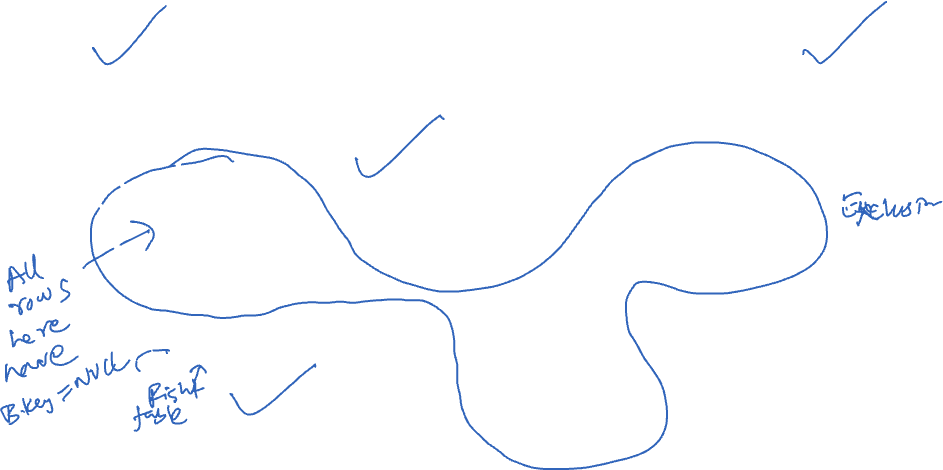 All
rows
here
have
B.key = NULL
Right
table